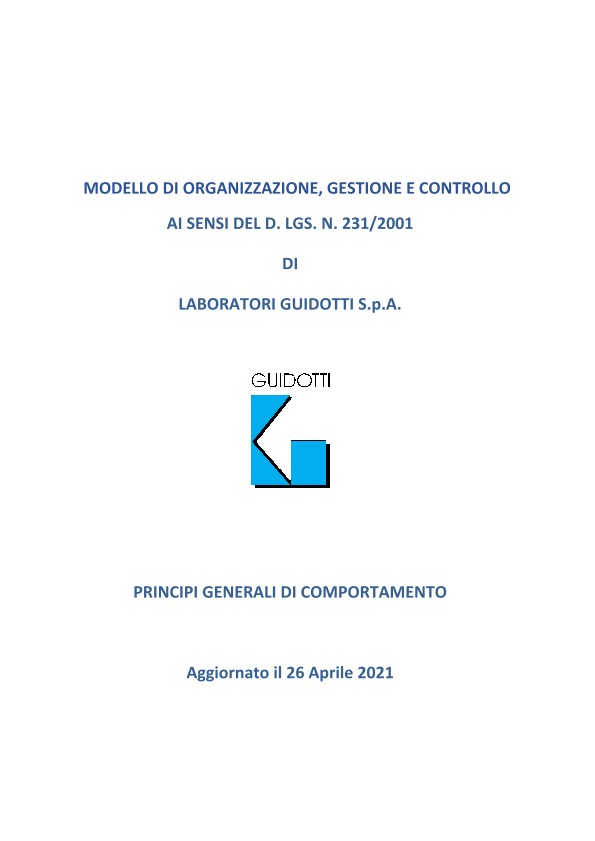 MODELLO DI ORGANIZZAZIONE, GESTIONE E CONTROLLO
AI SENSI DEL D. LGS. N. 231/2001
DI
LABORATORI GUIDOTTI S.p.A.
GUIDOTTI
PRINCIPI GENERALI DI COMPORTAMENTO
Aggiornato il 26 Aprile 2021